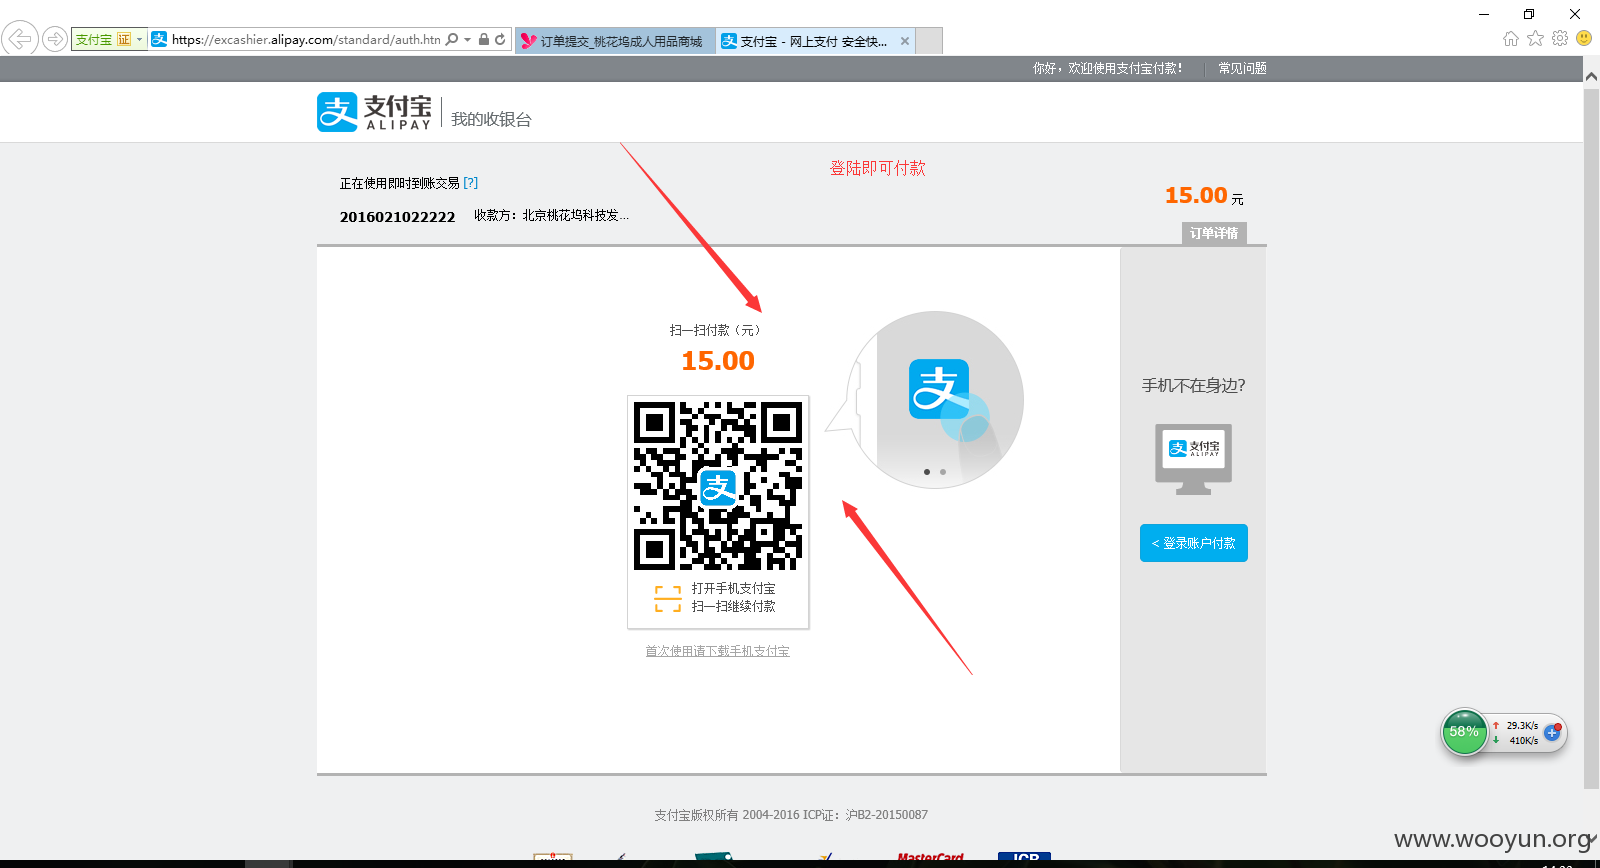 支付宝 证
https://excashier.alipay.com/standard/auth.htn
订单提交_桃花坞成人用品商城
支付宝 - 网上支付 安全快...
你好，欢迎使用支付宝付款!
常见问题
支付宝
ALIPAY
我的收银台
登陆即可付款
正在使用即时到账交易 [?]
15.00 元
2016021022222 收款方：北京桃花坞科技发...
订单详情
扫一扫付款（元）
15.00
手机不在身边?
支付宝
ALIPAY
< 登录账户付款
打开手机支付宝
扫一扫继续付款
首次使用请下载手机支付宝
58%
29.3K/s
410K/s
支付宝版权所有 2004-2016 ICP证：沪B2-20150087
www.wooyun.org
MasterCard